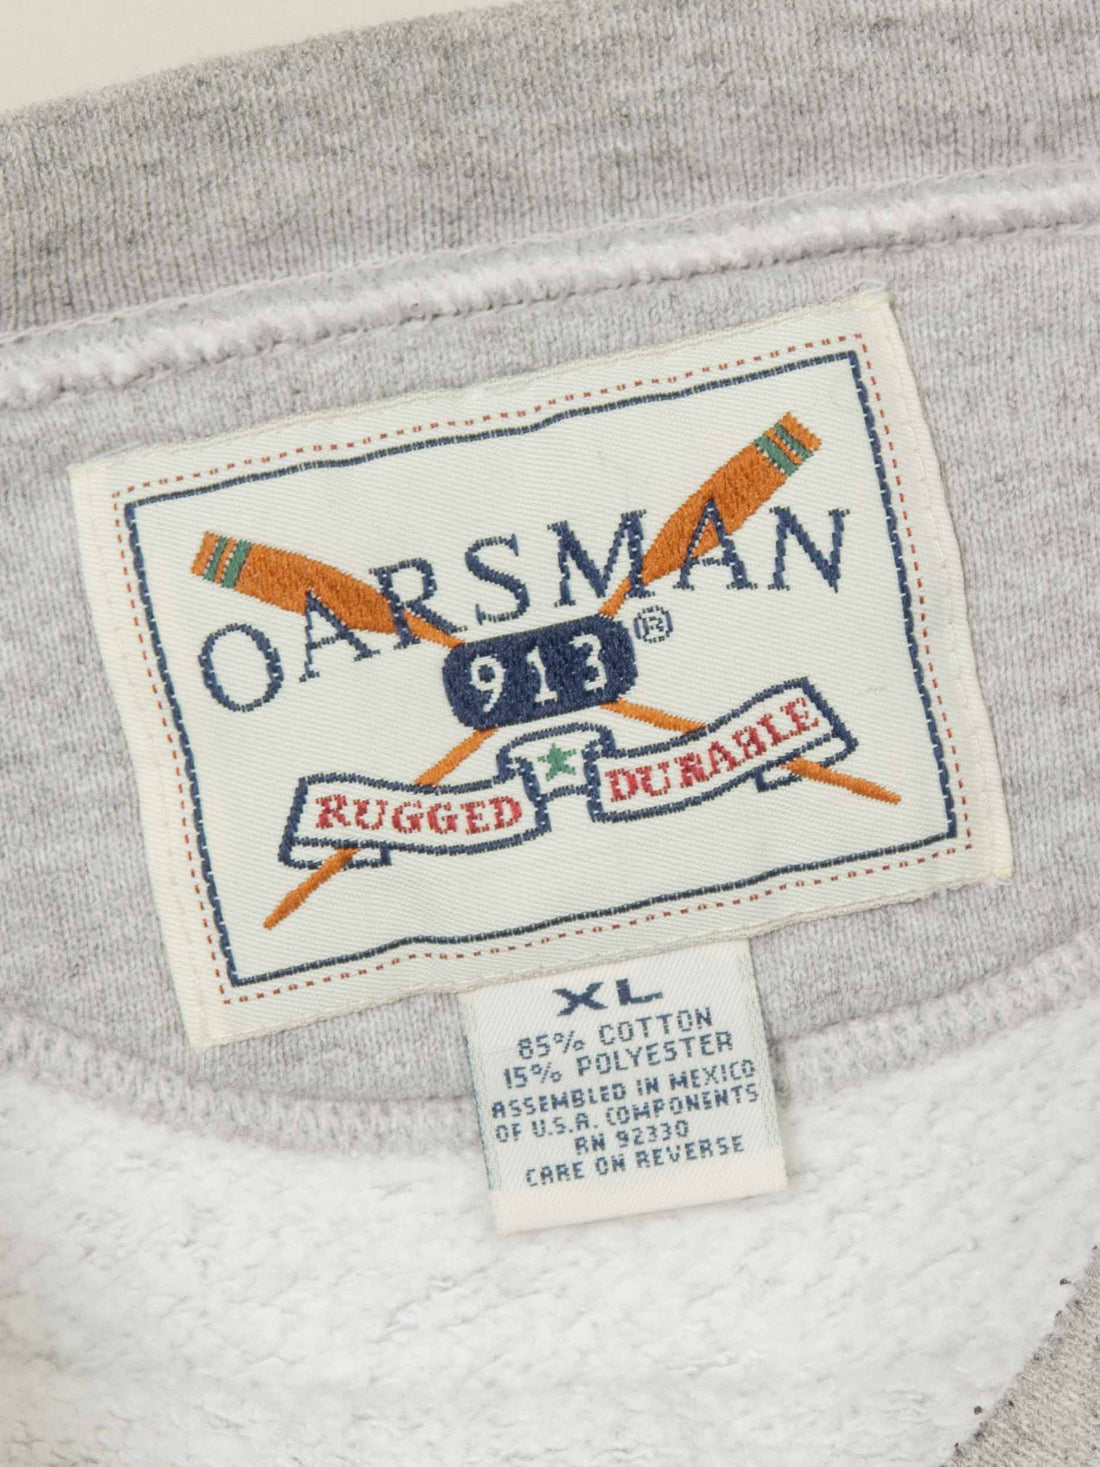 OARSMAN
913®
RUGGED DURABLE
XL
85% COTTON
15% POLYESTER
ASSEMBLED IN MEXICO
OF U.S.A. COMPONENTS
RN 92330
CARE ON REVERSE